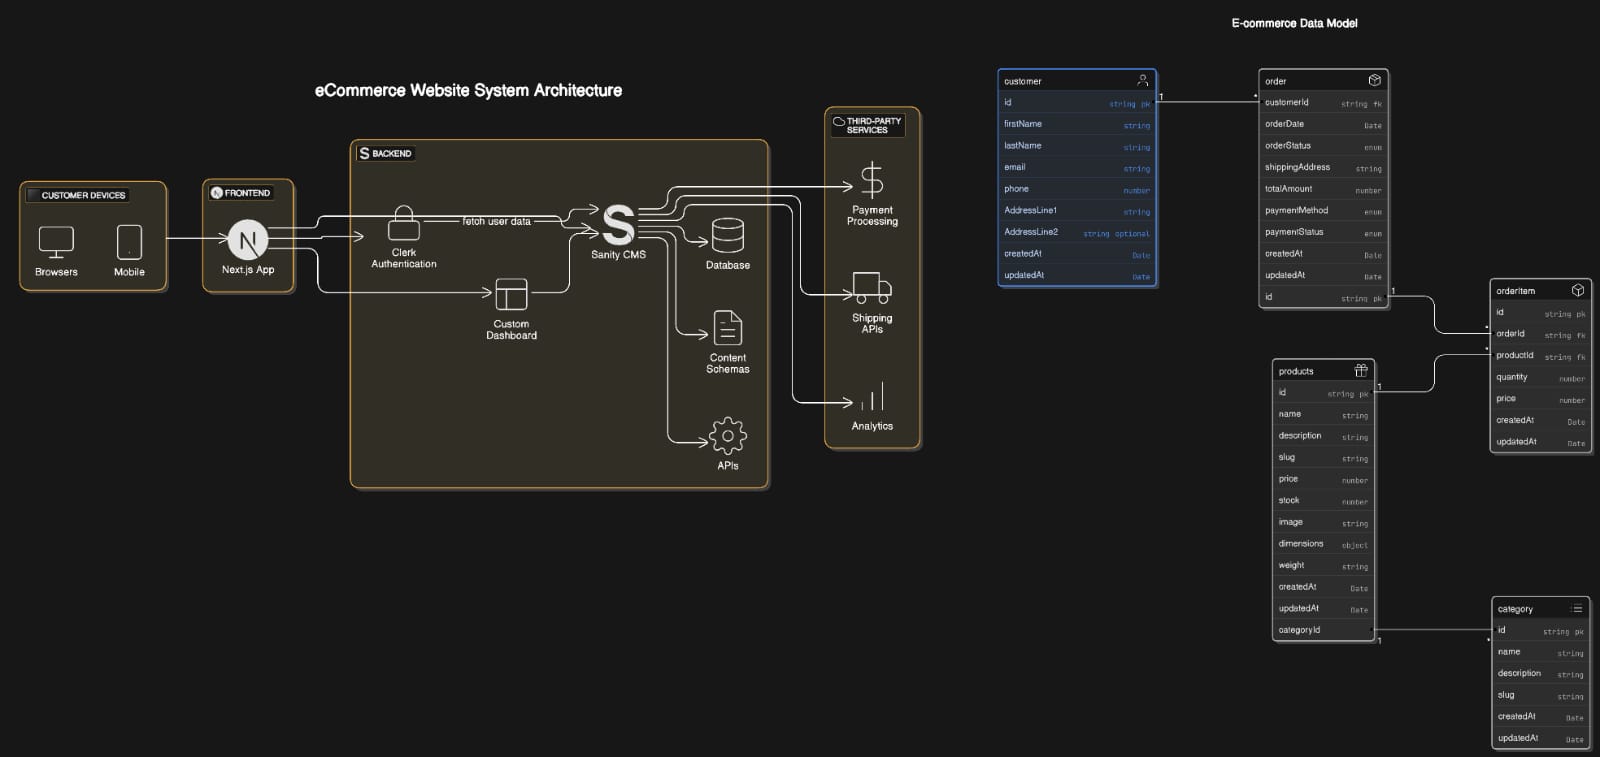 E-commerce Data Model
eCommerce Website System Architecture
CUSTOMER DEVICES
Browsers
Mobile
N FRONTEND
N
Next.js App
S BACKEND
Clerk
Authentication
fetch user data
Custom
Dashboard
S
Sanity CMS
Database
Content
Schemas
APIs
THIRD-PARTY
SERVICES
$
Payment
Processing
Shipping
APIs
Analytics
customer
id string pk
firstName string
lastName string
email string
phone number
AddressLine1 string
AddressLine2 string optional
createdAt Date
updatedAt Date
1
*
order
customerId string fk
orderDate Date
orderStatus enum
shippingAddress string
totalAmount number
paymentMethod enum
paymentStatus enum
createdAt Date
updatedAt Date
id string pk
1
*
orderItem
id string pk
orderId string fk
productId string fk
quantity number
price number
createdAt Date
updatedAt Date
*
1
products
id string pk
name string
description string
slug string
price number
stock number
image string
dimensions object
weight string
createdAt Date
updatedAt Date
categoryId
1
*
category
id string pk
name string
description string
slug string
createdAt Date
updatedAt Date